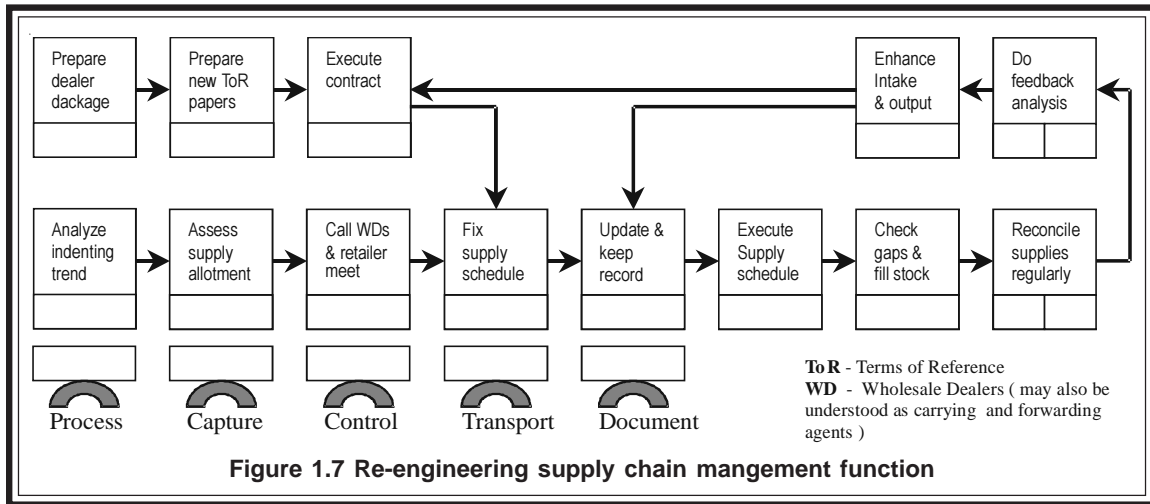 Prepare
dealer
dackage
Prepare
new ToR
papers
Execute
contract
Enhance
Intake
& output
Do
feedback
analysis
Analyze
indenting
trend
Assess
supply
allotment
Call WDs
& retailer
meet
Fix
supply
schedule
Update &
keep
record
Execute
Supply
schedule
Check
gaps &
fill stock
Reconcile
supplies
regularly
Process
Capture
Control
Transport
Document
ToR - Terms of Reference
WD - Wholesale Dealers ( may also be
understood as carrying and forwarding
agents )
Figure 1.7 Re-engineering supply chain mangement function